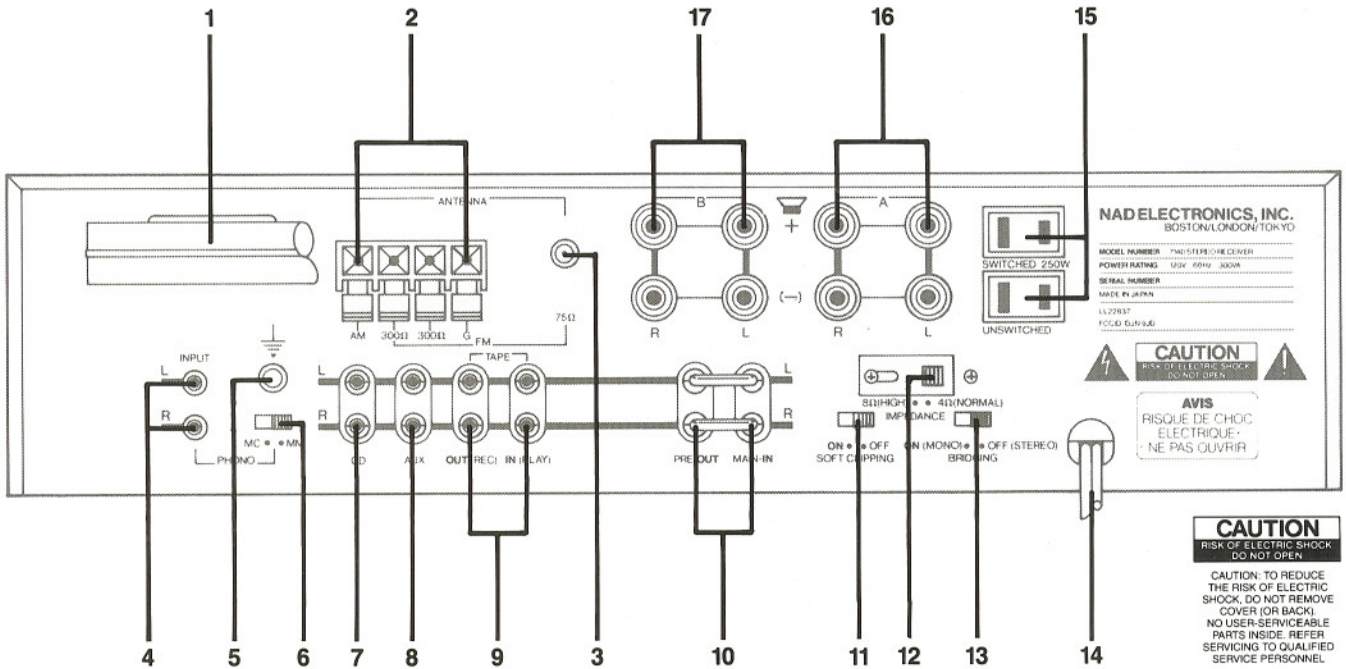 1 2 17 16 15
ANTENNA
B A
+
NAD ELECTRONICS, INC.
BOSTON/LONDON/TOKYO
MODEL NUMBER STEREO RECEIVER
POWER RATING 120V 60Hz 300VA
SERIAL NUMBER
MADE IN JAPAN
SWITCHED 250W
(−)
UNSWITCHED
AM 300Ω 300Ω G 75Ω
FM
R L R L
INPUT
L
R
MC • • MM
PHONO
TAPE
L L
R R
CD AUX OUT (REC) IN (PLAY) PRE-OUT MAIN-IN
8Ω(HIGH) • • 4Ω(NORMAL)
IMPEDANCE
ON • • OFF ON (MONO) • • OFF (STEREO)
SOFT CLIPPING BRIDGING
CAUTION
RISK OF ELECTRIC SHOCK
DO NOT OPEN
AVIS
RISQUE DE CHOC
ELECTRIQUE·
· NE PAS OUVRIR
4 5 6 7 8 9 3 10 11 12 13 14
CAUTION
RISK OF ELECTRIC SHOCK
DO NOT OPEN
CAUTION: TO REDUCE
THE RISK OF ELECTRIC
SHOCK, DO NOT REMOVE
COVER (OR BACK).
NO USER-SERVICEABLE
PARTS INSIDE. REFER
SERVICING TO QUALIFIED
SERVICE PERSONNEL